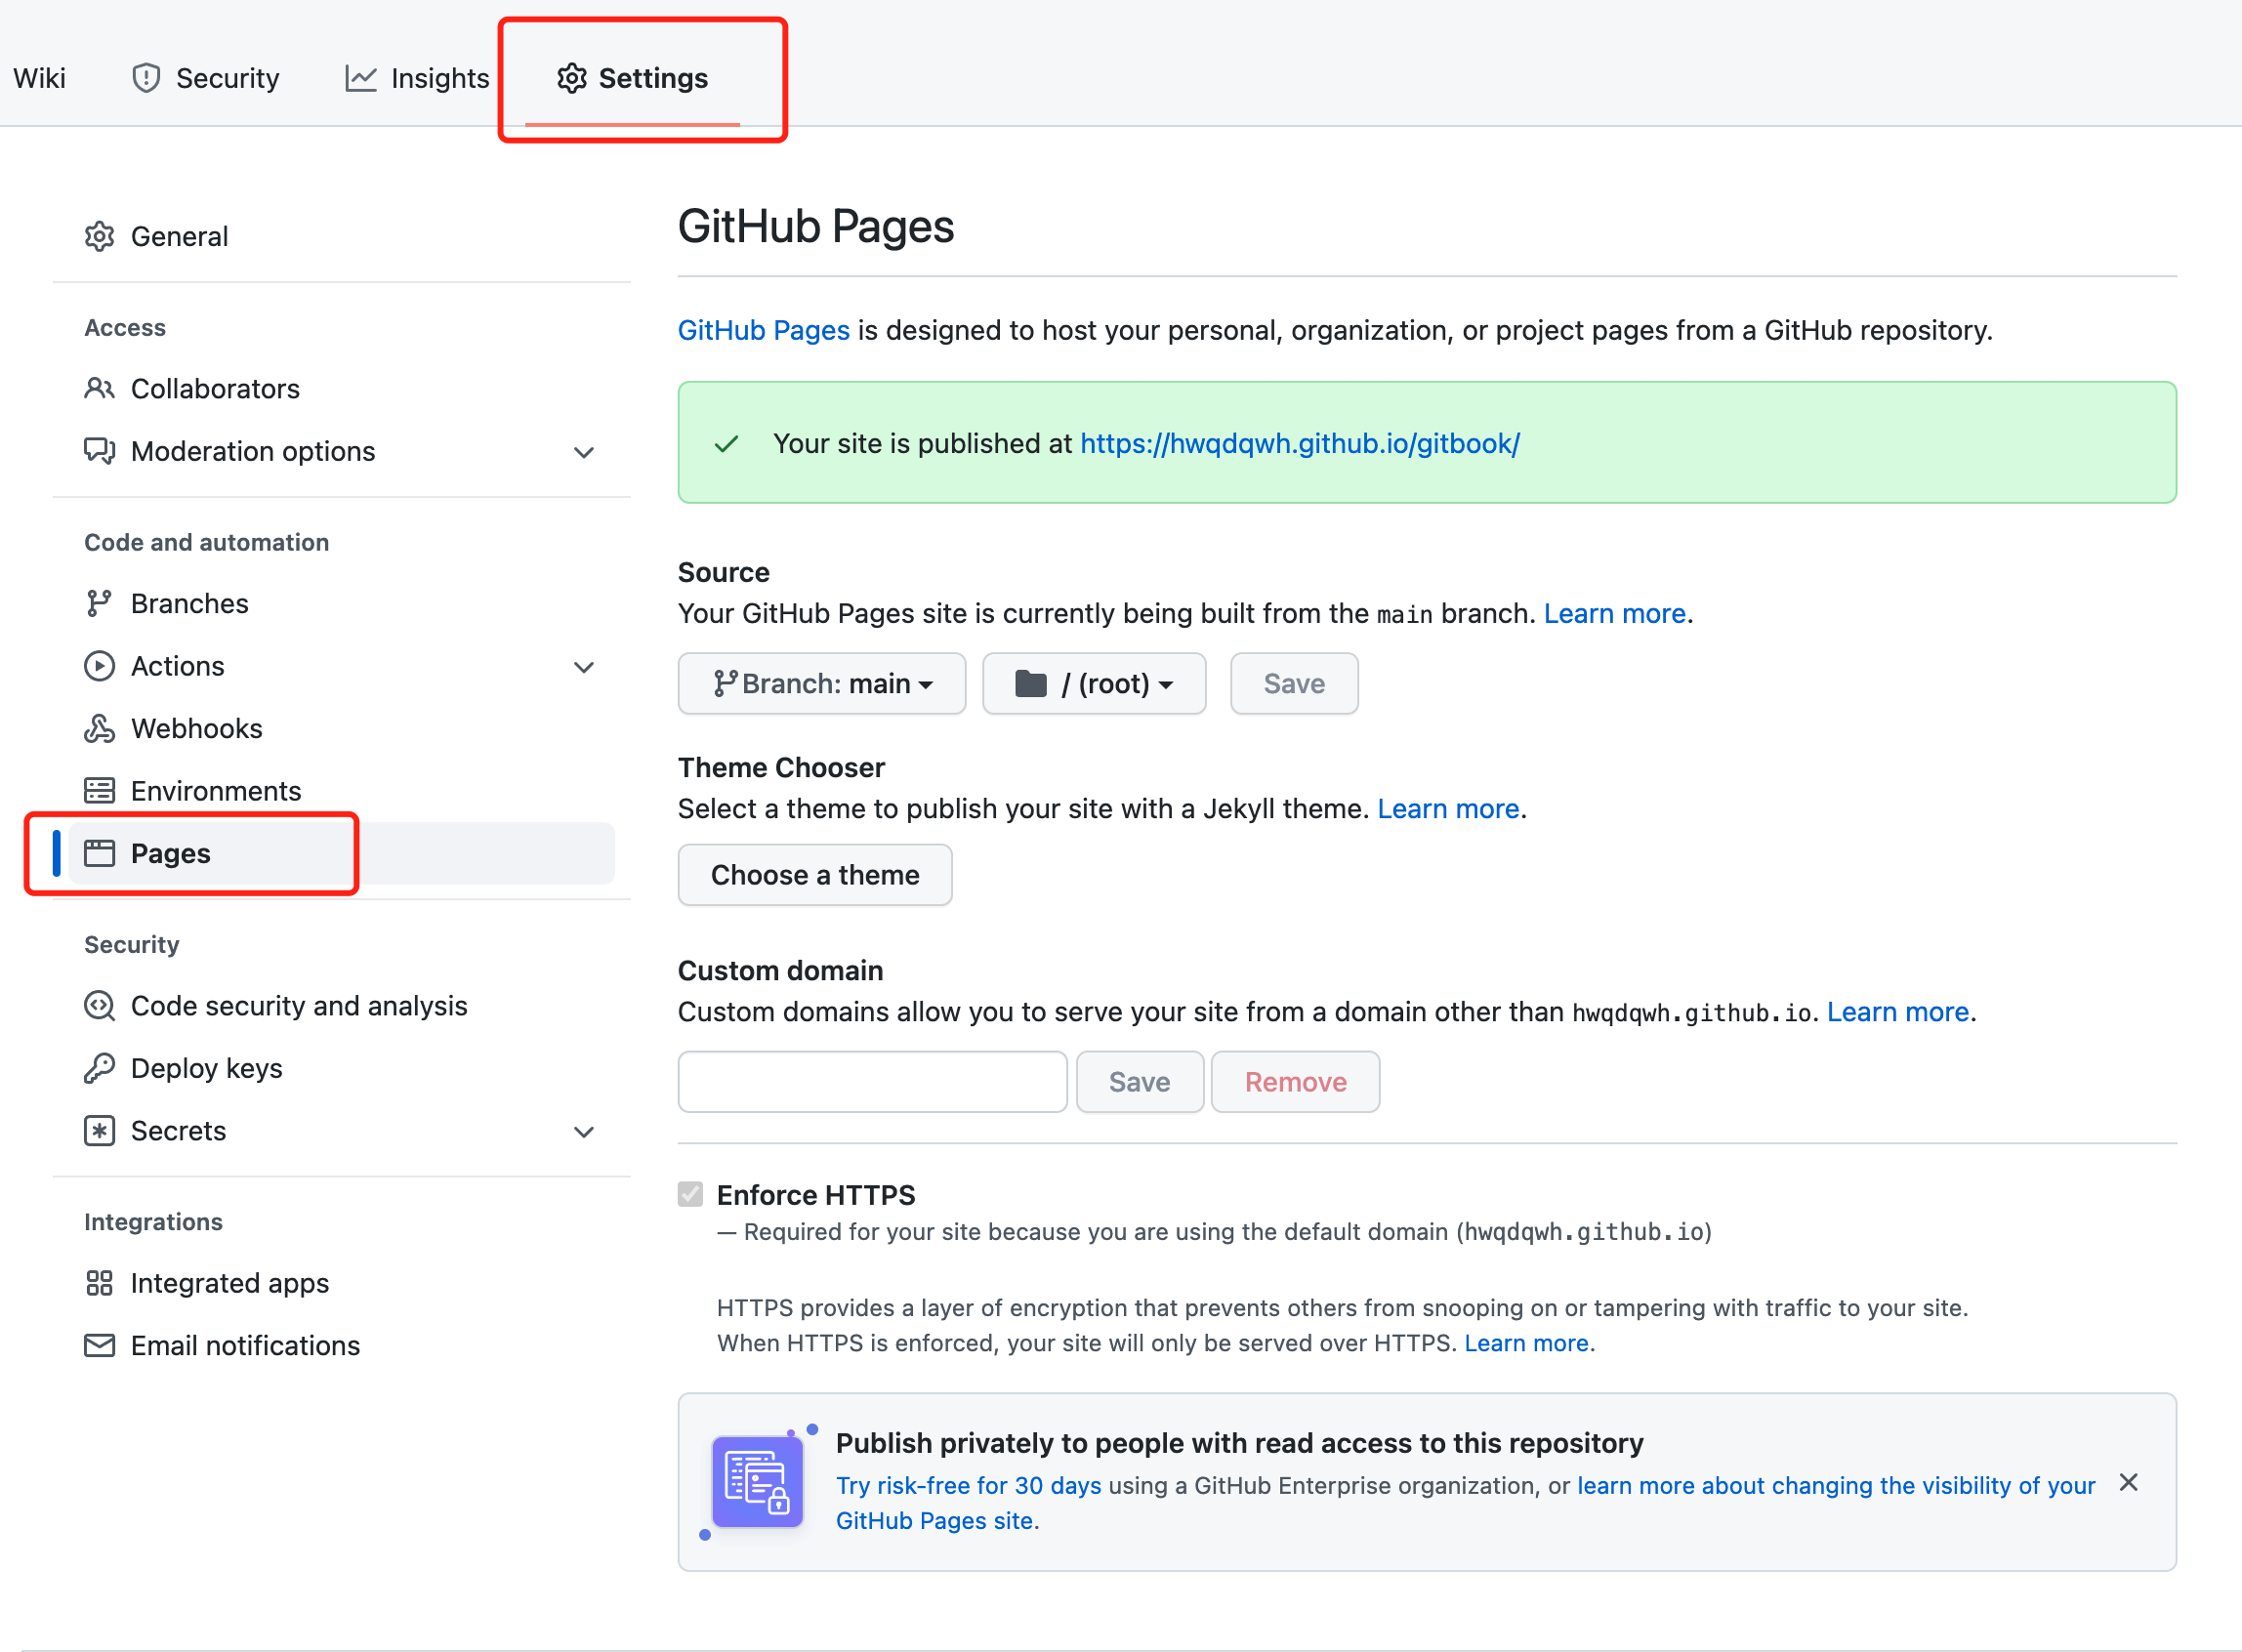 Wiki
Security
Insights
Settings
General
Access
Collaborators
Moderation options
Code and automation
Branches
Actions
Webhooks
Environments
Pages
Security
Code security and analysis
Deploy keys
Secrets
Integrations
Integrated apps
Email notifications
GitHub Pages
GitHub Pages is designed to host your personal, organization, or project pages from a GitHub repository.
Your site is published at https://hwqdqwh.github.io/gitbook/
Source
Your GitHub Pages site is currently being built from the main branch. Learn more.
Branch: main
/ (root)
Save
Theme Chooser
Select a theme to publish your site with a Jekyll theme. Learn more.
Choose a theme
Custom domain
Custom domains allow you to serve your site from a domain other than hwqdqwh.github.io. Learn more.
Save
Remove
Enforce HTTPS
— Required for your site because you are using the default domain (hwqdqwh.github.io)
HTTPS provides a layer of encryption that prevents others from snooping on or tampering with traffic to your site.
When HTTPS is enforced, your site will only be served over HTTPS. Learn more.
Publish privately to people with read access to this repository
Try risk-free for 30 days using a GitHub Enterprise organization, or learn more about changing the visibility of your
GitHub Pages site.